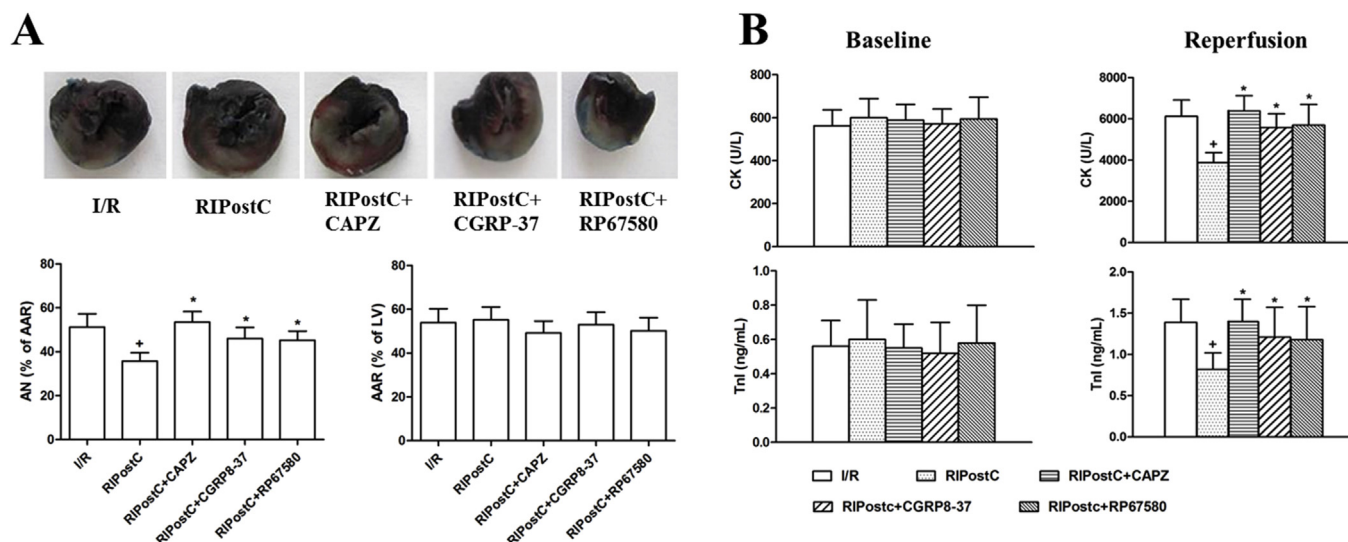 A
I/R
RIPostC
RIPostC+
CAPZ
RIPostC+
CGRP-37
RIPostC+
RP67580
AN (% of AAR)
80
60
40
20
0
*
+
*
*
I/R
RIPostC
RIPostC+CAPZ
RIPostC+CGRP8-37
RIPostC+RP67580
AAR (% of LV)
80
60
40
20
0
I/R
RIPostC
RIPostC+CAPZ
RIPostc+CGRP8-37
RIPostc+RP67580
B
Baseline
Reperfusion
CK (U/L)
800
600
400
200
0
CK (U/L)
8000
6000
4000
2000
0
+
*
*
*
TnI (ng/mL)
1.0
0.8
0.6
0.4
0.2
0.0
TnI (ng/mL)
2.0
1.5
1.0
0.5
0.0
+
*
*
*
I/R
RIPostC
RIPostC+CAPZ
RIPostc+CGRP8-37
RIPostc+RP67580